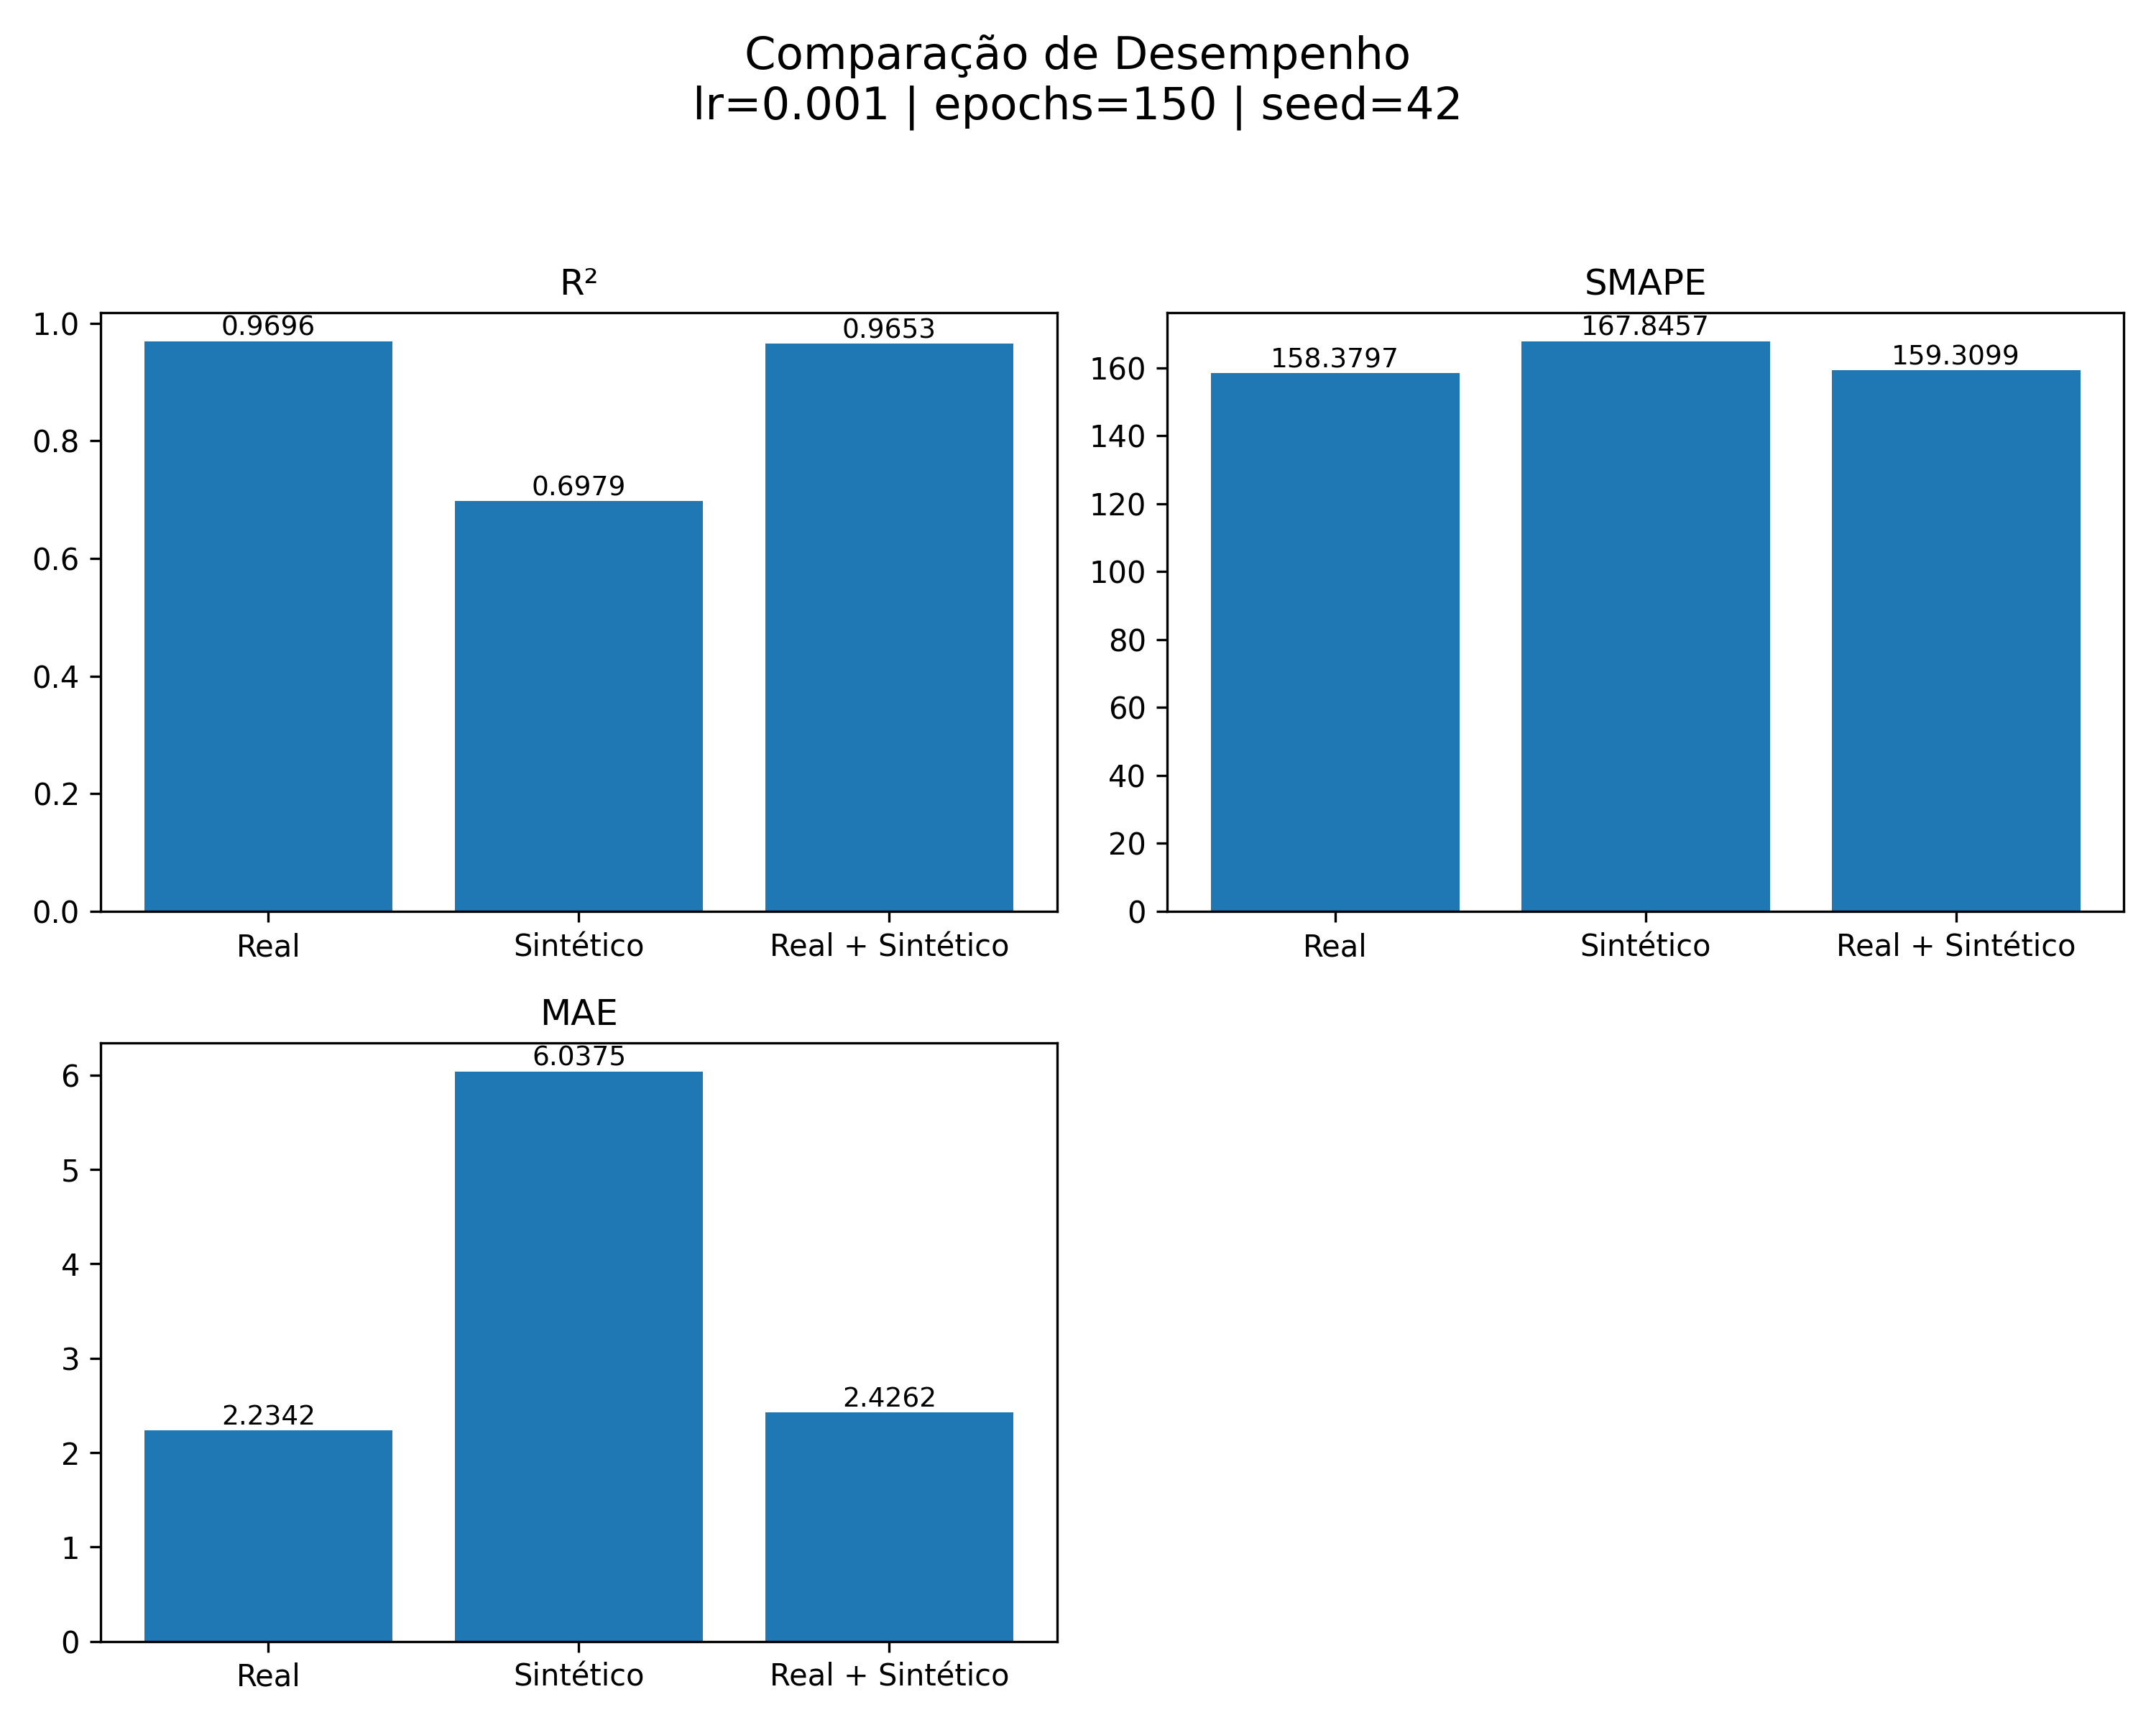 Comparação de Desempenho
lr=0.001 | epochs=150 | seed=42
R²
1.0
0.8
0.6
0.4
0.2
0.0
0.9696
0.6979
0.9653
Real
Sintético
Real + Sintético
SMAPE
160
140
120
100
80
60
40
20
0
158.3797
167.8457
159.3099
Real
Sintético
Real + Sintético
MAE
6
5
4
3
2
1
0
2.2342
6.0375
2.4262
Real
Sintético
Real + Sintético